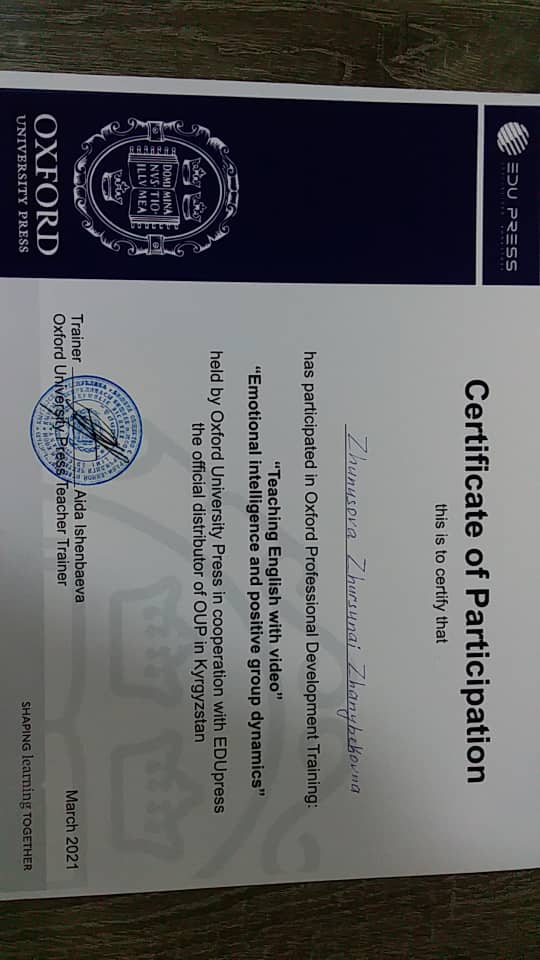 EDU PRESS
Certificate of Participation
this is to certify that
Zhunusova Zhursunai Zhanybekovna
has participated in Oxford Professional Development Training:
“Teaching English with video”
“Emotional intelligence and positive group dynamics”
held by Oxford University Press in cooperation with EDUpress
the official distributor of OUP in Kyrgyzstan
DOMI MINA
NVS TIO
ILLV MEA
OXFORD
UNIVERSITY PRESS
Trainer Aida Ishenbaeva
Oxford University Press Teacher Trainer
March 2021
SHAPING learning TOGETHER